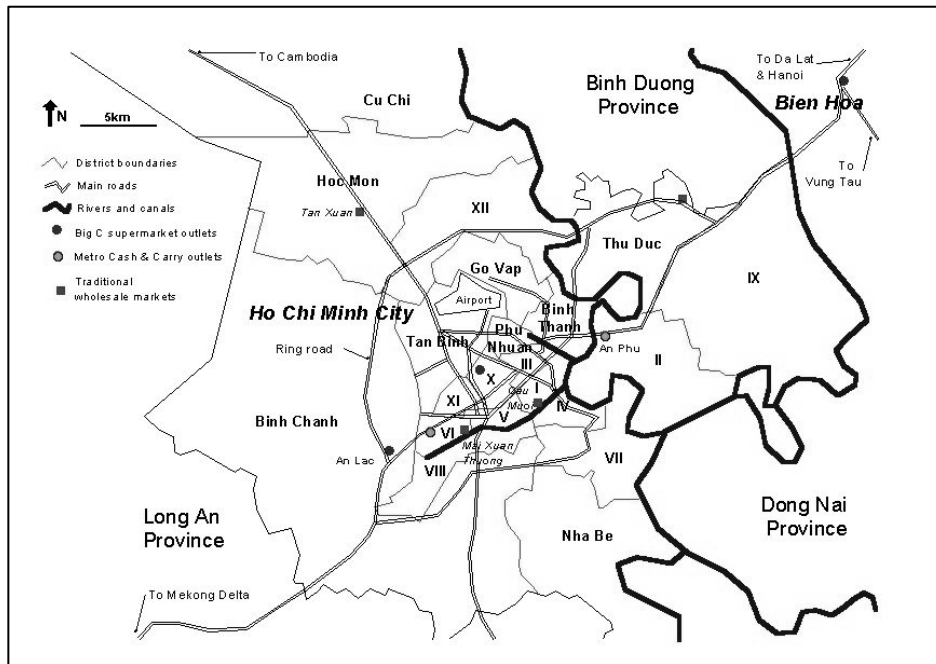 To Cambodia
To Da Lat
& Hanoi
Binh Duong
Province
Bien Hoa
Cu Chi
N
5km
To
Vung Tau
District boundaries
Main roads
Rivers and canals
Big C supermarket outlets
Metro Cash & Carry outlets
Traditional
wholesale markets
Hoc Mon
Tan Xuan
XII
Thu Duc
IX
Go Vap
Airport
Binh
Thanh
Ho Chi Minh City
Phu
Nhuan
Tan Binh
An Phu
Ring road
III
II
X
I
Cau
Muoi
XI
V
IV
Binh Chanh
VI
Mai Xuan
Thuong
An Lac
VIII
VII
Long An
Province
Dong Nai
Province
Nha Be
To Mekong Delta